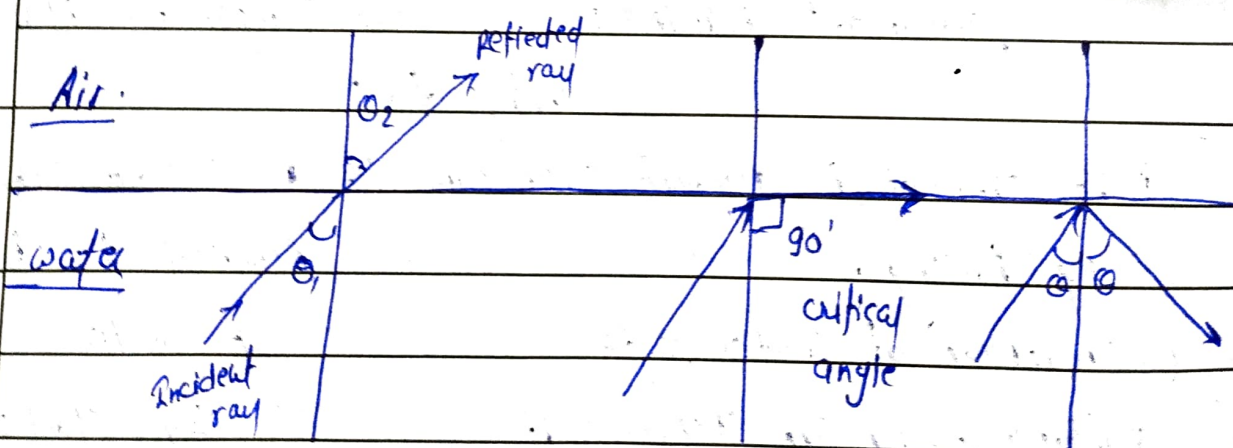 Reflected
ray
Air.
θ2
water
θ1
Incident
ray
90'
critical
angle
θ θ